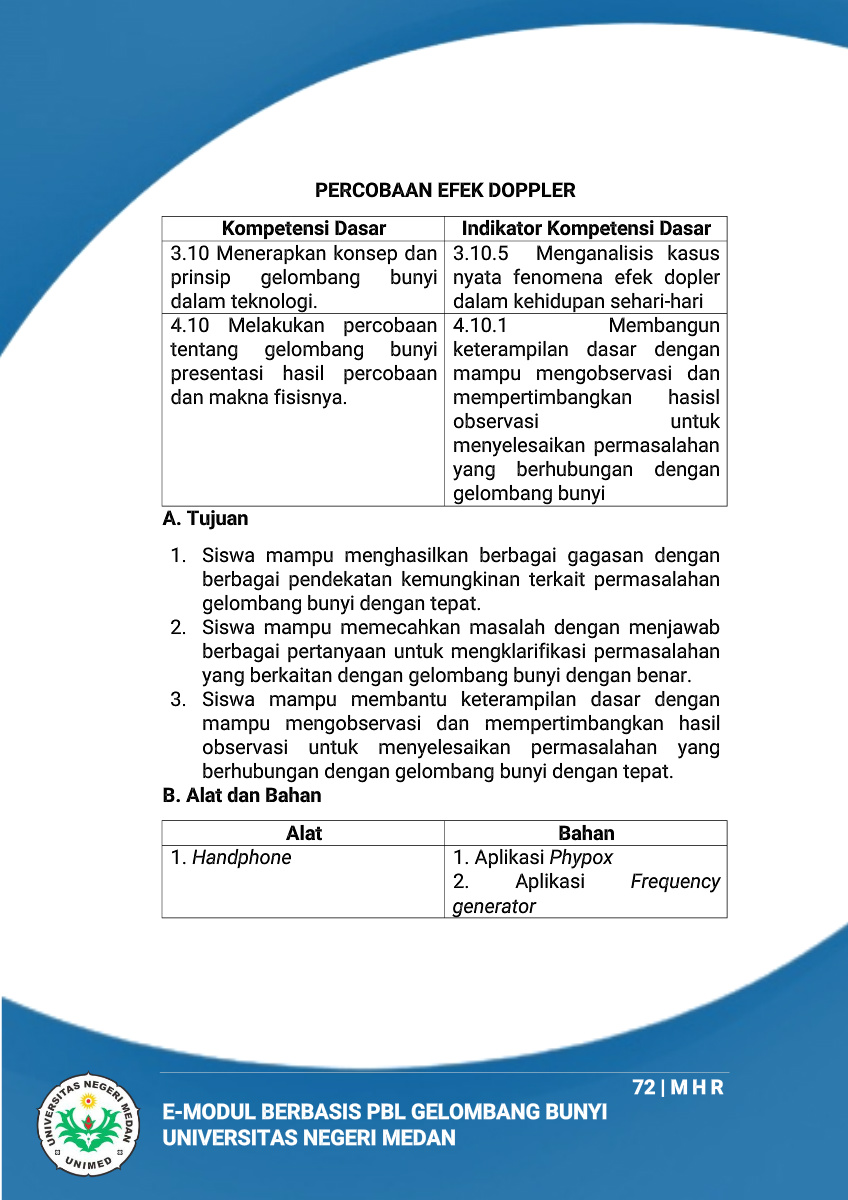 PERCOBAAN EFEK DOPPLER
Kompetensi Dasar
Indikator Kompetensi Dasar
3.10 Menerapkan konsep dan
prinsip gelombang bunyi
dalam teknologi.
3.10.5 Menganalisis kasus
nyata fenomena efek dopler
dalam kehidupan sehari-hari
4.10 Melakukan percobaan
tentang gelombang bunyi
presentasi hasil percobaan
dan makna fisisnya.
4.10.1 Membangun
keterampilan dasar dengan
mampu mengobservasi dan
mempertimbangkan hasisl
observasi untuk
menyelesaikan permasalahan
yang berhubungan dengan
gelombang bunyi
A. Tujuan
1. Siswa mampu menghasilkan berbagai gagasan dengan
berbagai pendekatan kemungkinan terkait permasalahan
gelombang bunyi dengan tepat.
2. Siswa mampu memecahkan masalah dengan menjawab
berbagai pertanyaan untuk mengklarifikasi permasalahan
yang berkaitan dengan gelombang bunyi dengan benar.
3. Siswa mampu membantu keterampilan dasar dengan
mampu mengobservasi dan mempertimbangkan hasil
observasi untuk menyelesaikan permasalahan yang
berhubungan dengan gelombang bunyi dengan tepat.
B. Alat dan Bahan
Alat
Bahan
1. Handphone
1. Aplikasi Phypox
2. Aplikasi Frequency
generator
72 | M H R
E-MODUL BERBASIS PBL GELOMBANG BUNYI
UNIVERSITAS NEGERI MEDAN
UNIVERSITAS NEGERI MEDAN
UNIMED